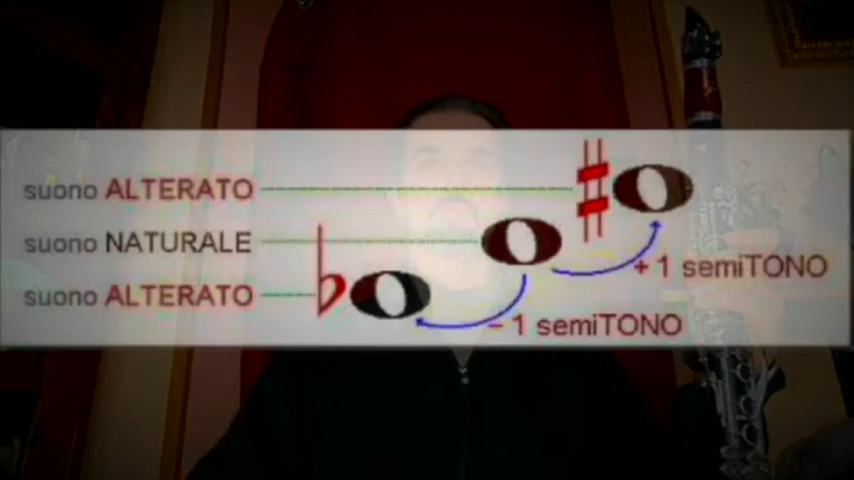 suono ALTERATO
suono NATURALE
+ 1 semiTONO
suono ALTERATO
- 1 semiTONO